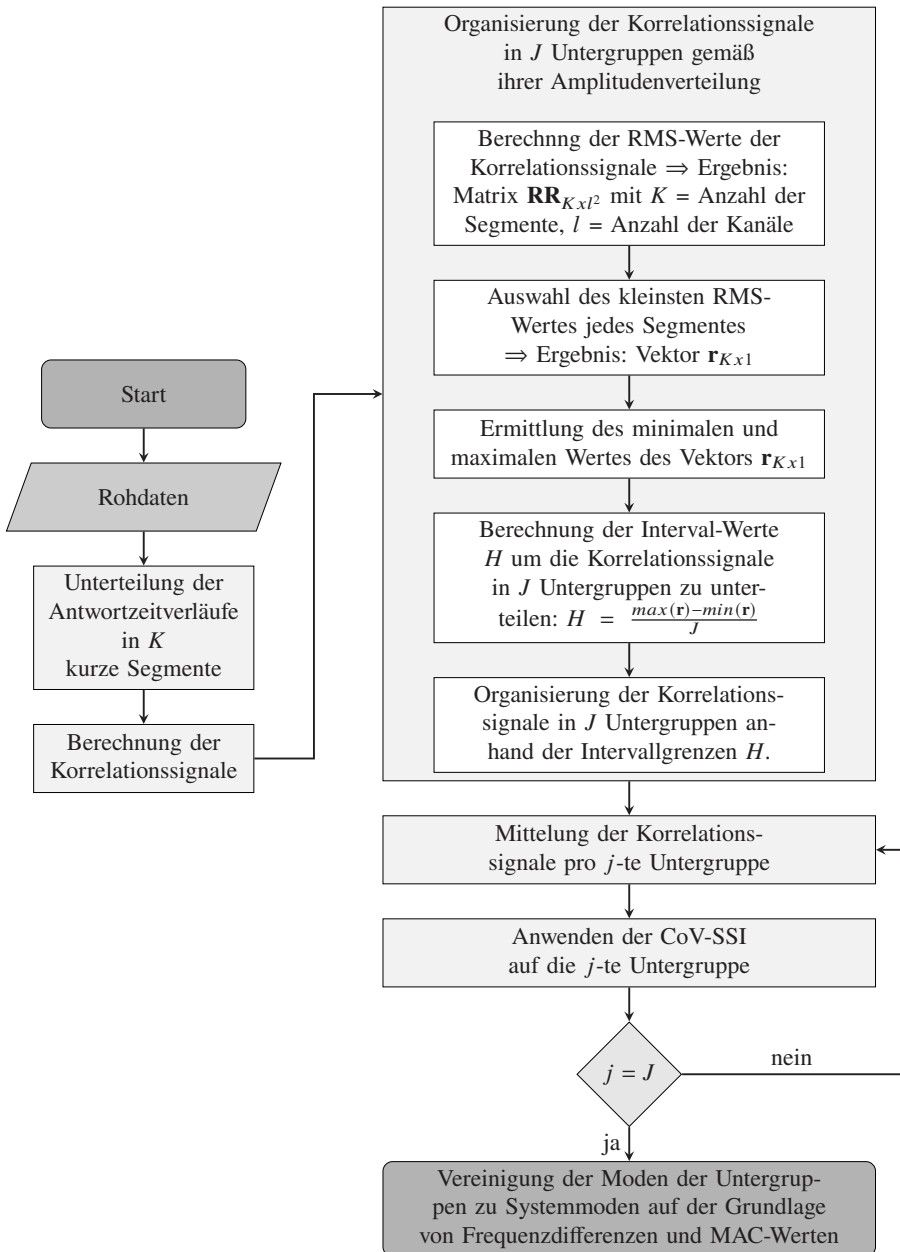 Start
Rohdaten
Unterteilung der
Antwortzeitverläufe
in K
kurze Segmente
Berechnung der
Korrelationssignale
Organisierung der Korrelationssignale
in J Untergruppen gemäß
ihrer Amplitudenverteilung
Berechnng der RMS-Werte der
Korrelationssignale ⇒ Ergebnis:
Matrix RR_{Kxl²} mit K = Anzahl der
Segmente, l = Anzahl der Kanäle
Auswahl des kleinsten RMS-
Wertes jedes Segmentes
⇒ Ergebnis: Vektor r_{Kx1}
Ermittlung des minimalen und
maximalen Wertes des Vektors r_{Kx1}
Berechnung der Interval-Werte
H um die Korrelationssignale
in J Untergruppen zu unter-
teilen: H = \frac{max(r)−min(r)}{J}
Organisierung der Korrelations-
signale in J Untergruppen an-
hand der Intervallgrenzen H.
Mittelung der Korrelations-
signale pro j-te Untergruppe
Anwenden der CoV-SSI
auf die j-te Untergruppe
j = J
nein
ja
Vereinigung der Moden der Untergrup-
pen zu Systemmoden auf der Grundlage
von Frequenzdifferenzen und MAC-Werten